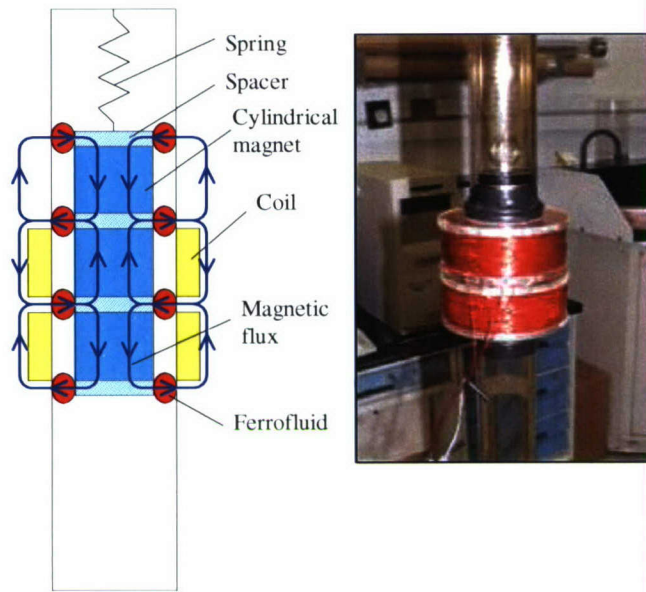 Spring
Spacer
Cylindrical
magnet
Coil
Magnetic
flux
Ferrofluid